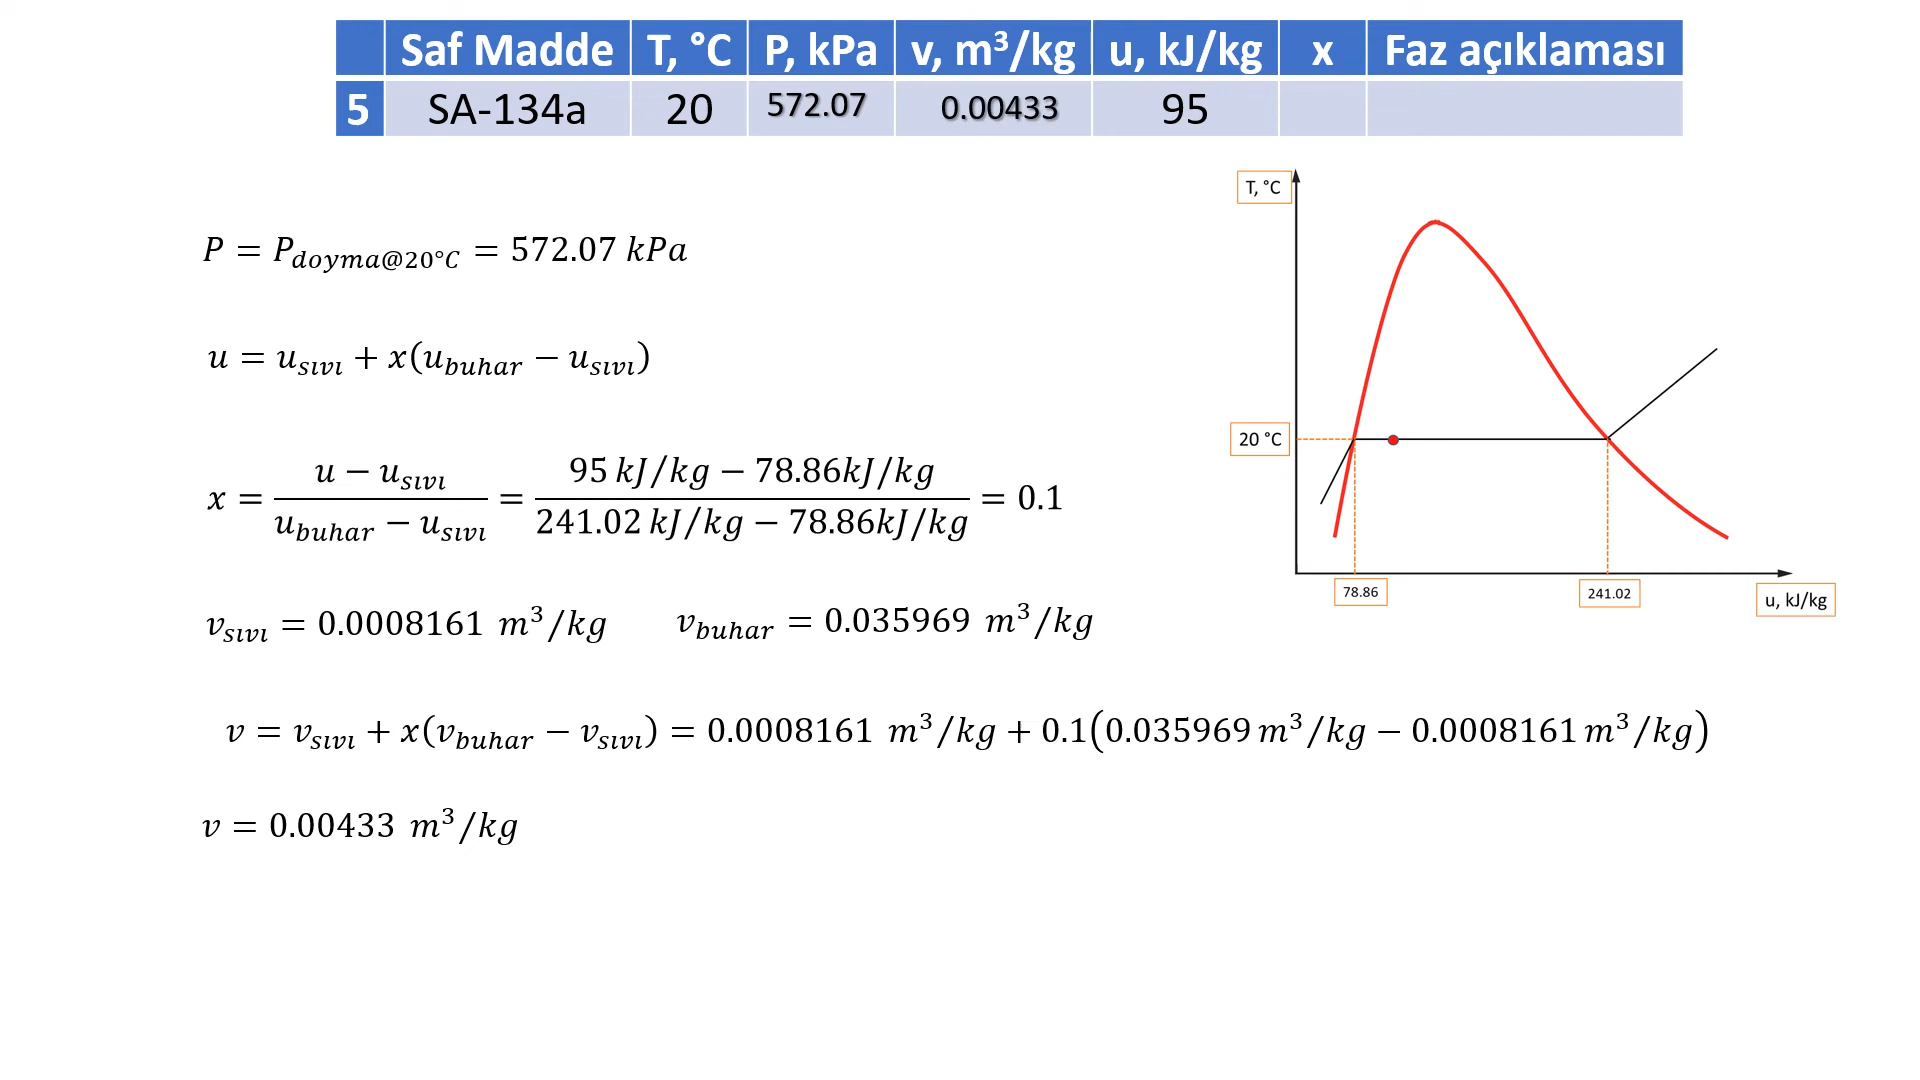 Saf Madde T, °C P, kPa v, m³/kg u, kJ/kg x Faz açıklaması
5 SA-134a 20 572.07 0.00433 95
P = P_doyma@20°C = 572.07 kPa
u = u_sıvı + x(u_buhar − u_sıvı)
x = (u − u_sıvı)/(u_buhar − u_sıvı) = (95 kJ/kg − 78.86kJ/kg)/(241.02 kJ/kg − 78.86kJ/kg) = 0.1
v_sıvı = 0.0008161 m³/kg v_buhar = 0.035969 m³/kg
v = v_sıvı + x(v_buhar − v_sıvı) = 0.0008161 m³/kg + 0.1(0.035969 m³/kg − 0.0008161 m³/kg)
v = 0.00433 m³/kg
T, °C
20 °C
78.86
241.02
u, kJ/kg